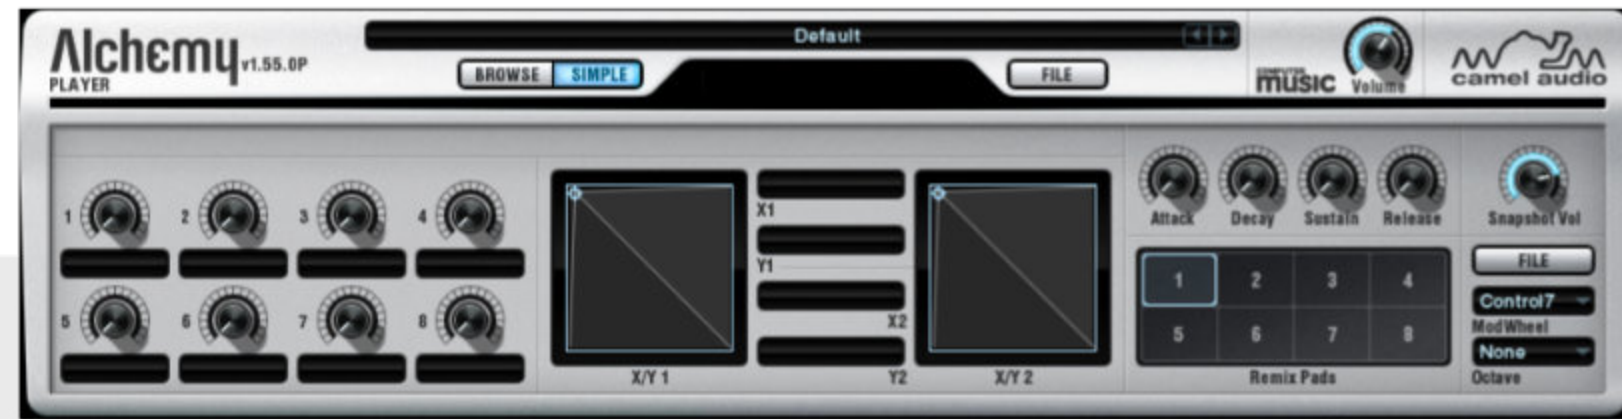 Alchemy v1.55.0P
PLAYER
Default
BROWSE SIMPLE
FILE
COMPUTER
music
Volume
camel audio
1 2 3 4
5 6 7 8
X/Y 1
X1
Y1
X2
Y2
X/Y 2
Attack Decay Sustain Release
Snapshot Vol
1 2 3 4
5 6 7 8
Remix Pads
FILE
Control7
ModWheel
None
Octave